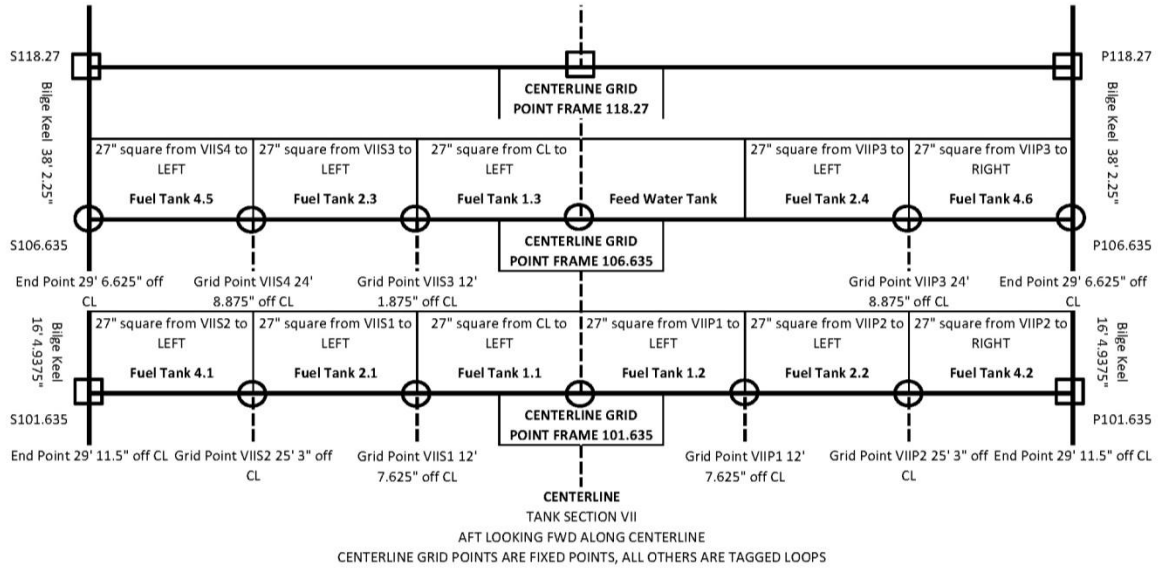 S118.27
P118.27
CENTERLINE GRID
POINT FRAME 118.27
Bilge Keel 38' 2.25"
Bilge Keel 38' 2.25"
27" square from VIIS4 to
LEFT
Fuel Tank 4.5
27" square from VIIS3 to
LEFT
Fuel Tank 2.3
27" square from CL to
LEFT
Fuel Tank 1.3
Feed Water Tank
27" square from VIIP3 to
LEFT
Fuel Tank 2.4
27" square from VIIP3 to
RIGHT
Fuel Tank 4.6
S106.635
P106.635
CENTERLINE GRID
POINT FRAME 106.635
End Point 29' 6.625" off
CL
Grid Point VIIS4 24'
8.875" off CL
Grid Point VIIS3 12'
1.875" off CL
Grid Point VIIP3 24'
8.875" off CL
End Point 29' 6.625" off
CL
Bilge Keel
16' 4.9375"
27" square from VIIS2 to
LEFT
Fuel Tank 4.1
27" square from VIIS1 to
LEFT
Fuel Tank 2.1
27" square from CL to
LEFT
Fuel Tank 1.1
27" square from VIIP1 to
LEFT
Fuel Tank 1.2
27" square from VIIP2 to
LEFT
Fuel Tank 2.2
27" square from VIIP2 to
RIGHT
Fuel Tank 4.2
Bilge Keel
16' 4.9375"
S101.635
P101.635
CENTERLINE GRID
POINT FRAME 101.635
End Point 29' 11.5" off CL
Grid Point VIIS2 25' 3" off
CL
Grid Point VIIS1 12'
7.625" off CL
Grid Point VIIP1 12'
7.625" off CL
Grid Point VIIP2 25' 3" off
CL
End Point 29' 11.5" off CL
CENTERLINE
TANK SECTION VII
AFT LOOKING FWD ALONG CENTERLINE
CENTERLINE GRID POINTS ARE FIXED POINTS, ALL OTHERS ARE TAGGED LOOPS